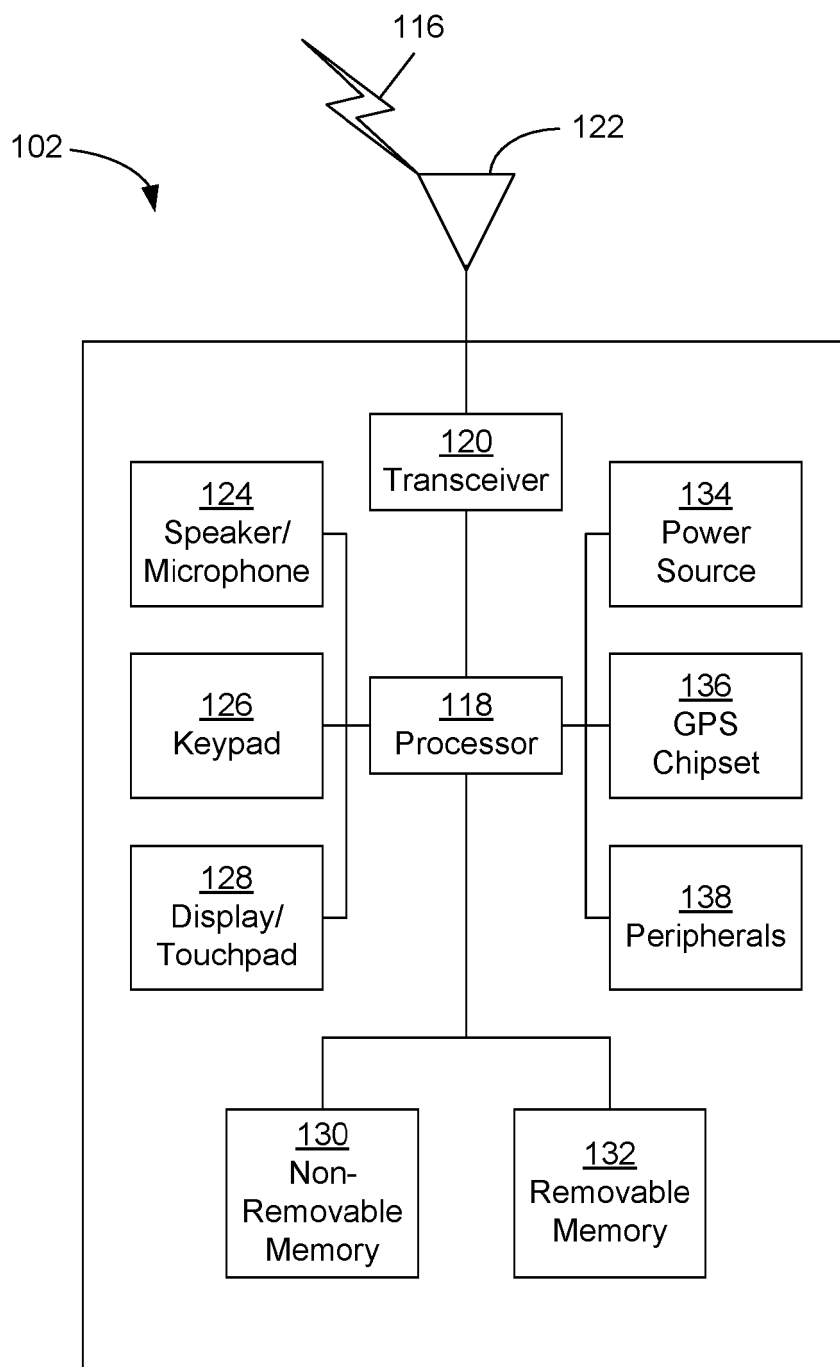 116
122
102
120
Transceiver
124
Speaker/
Microphone
134
Power
Source
126
Keypad
118
Processor
136
GPS
Chipset
128
Display/
Touchpad
138
Peripherals
130
Non-
Removable
Memory
132
Removable
Memory